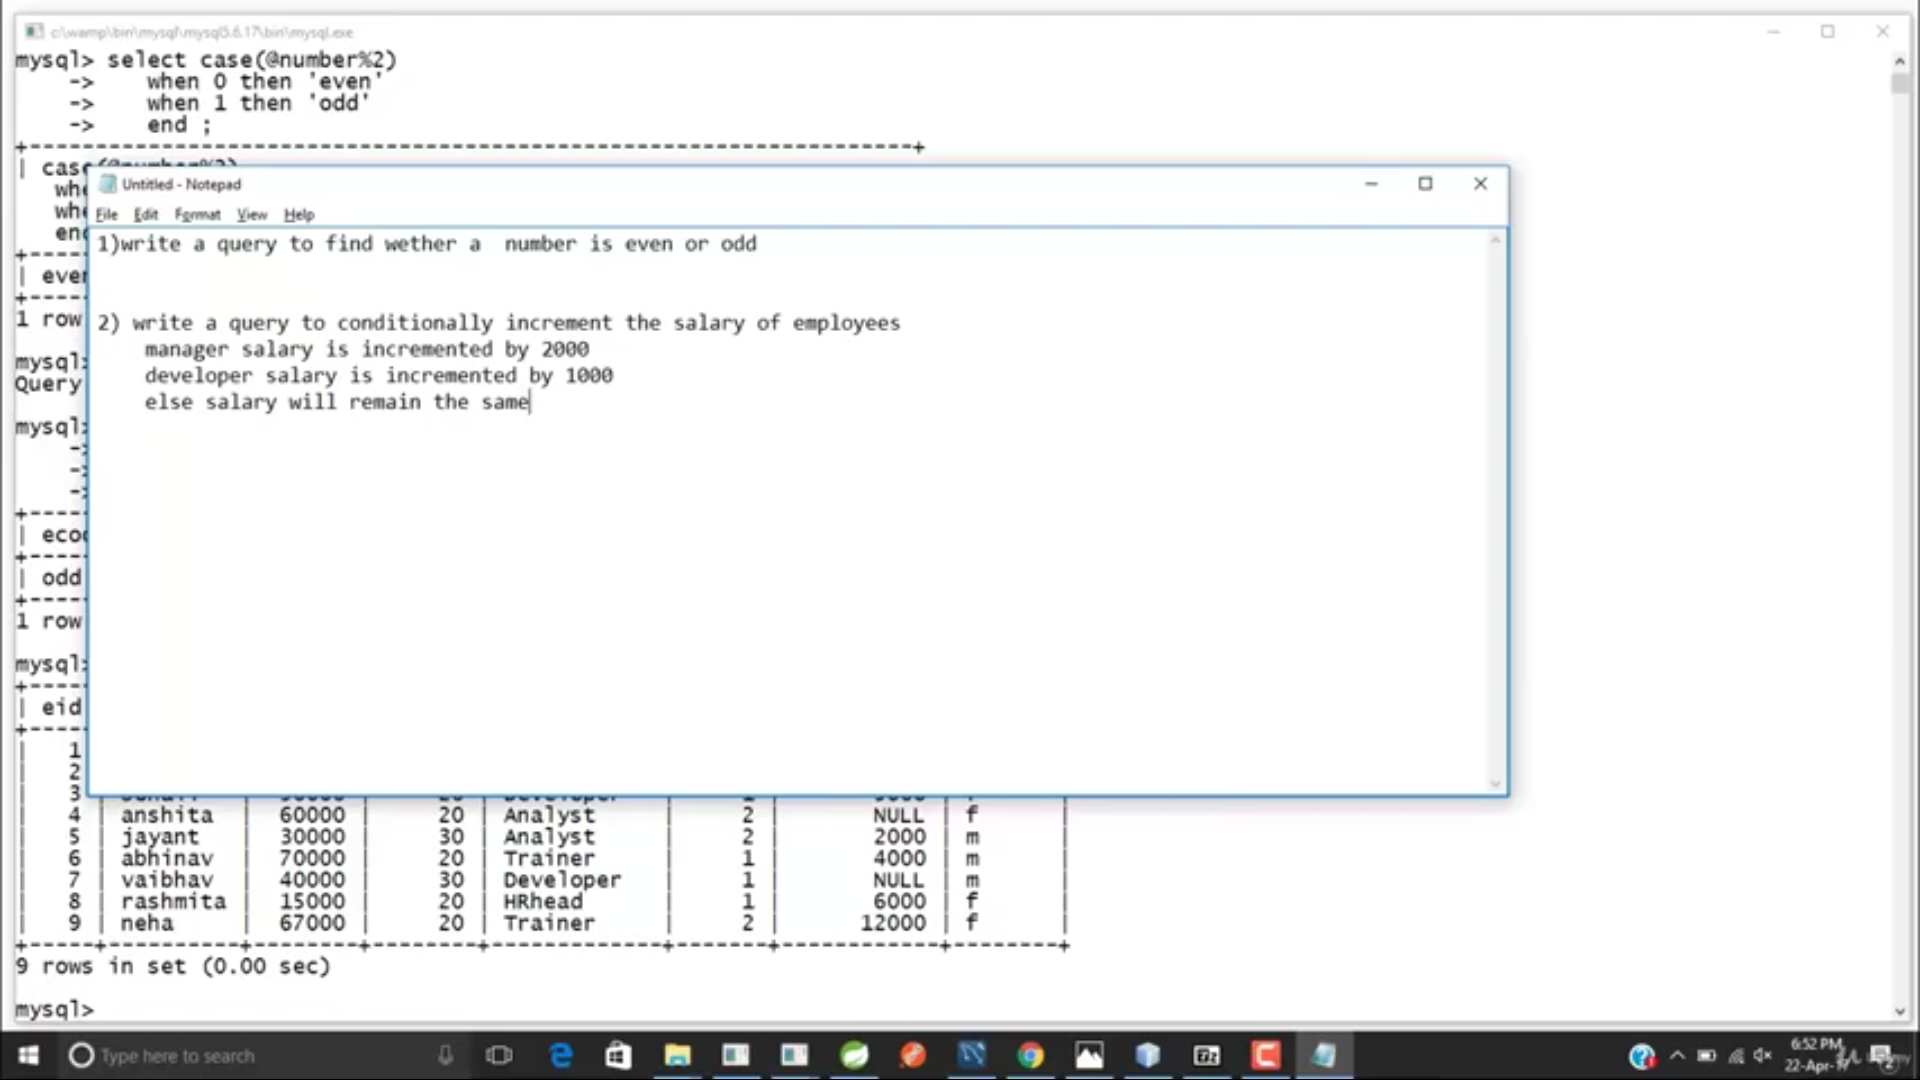 c:\wamp\bin\mysql\mysql5.6.17\bin\mysql.exe
mysql> select case(@number%2)
-> when 0 then 'even'
-> when 1 then 'odd'
-> end ;
+--------------------------------------------------------------------+
| case(@number%2)
Untitled - Notepad
File Edit Format View Help
1)write a query to find wether a  number is even or odd
| even
1 row
2) write a query to conditionally increment the salary of employees
manager salary is incremented by 2000
mysql>
developer salary is incremented by 1000
Query
else salary will remain the same
mysql>
->
->
->
| odd
1 row
mysql>
| eid
| 1
| 2
| 3
| 4 | anshita | 60000 | 20 | Analyst | 2 | NULL | f |
| 5 | jayant | 30000 | 30 | Analyst | 2 | 2000 | m |
| 6 | abhinav | 70000 | 20 | Trainer | 1 | 4000 | m |
| 7 | vaibhav | 40000 | 30 | Developer | 1 | NULL | m |
| 8 | rashmita | 15000 | 20 | HRhead | 1 | 6000 | f |
| 9 | neha | 67000 | 20 | Trainer | 2 | 12000 | f |
+------+----------+--------+--------+-------------+-------+------------+--------+
9 rows in set (0.00 sec)
mysql>
Type here to search
6:52 PM
22-Apr-17